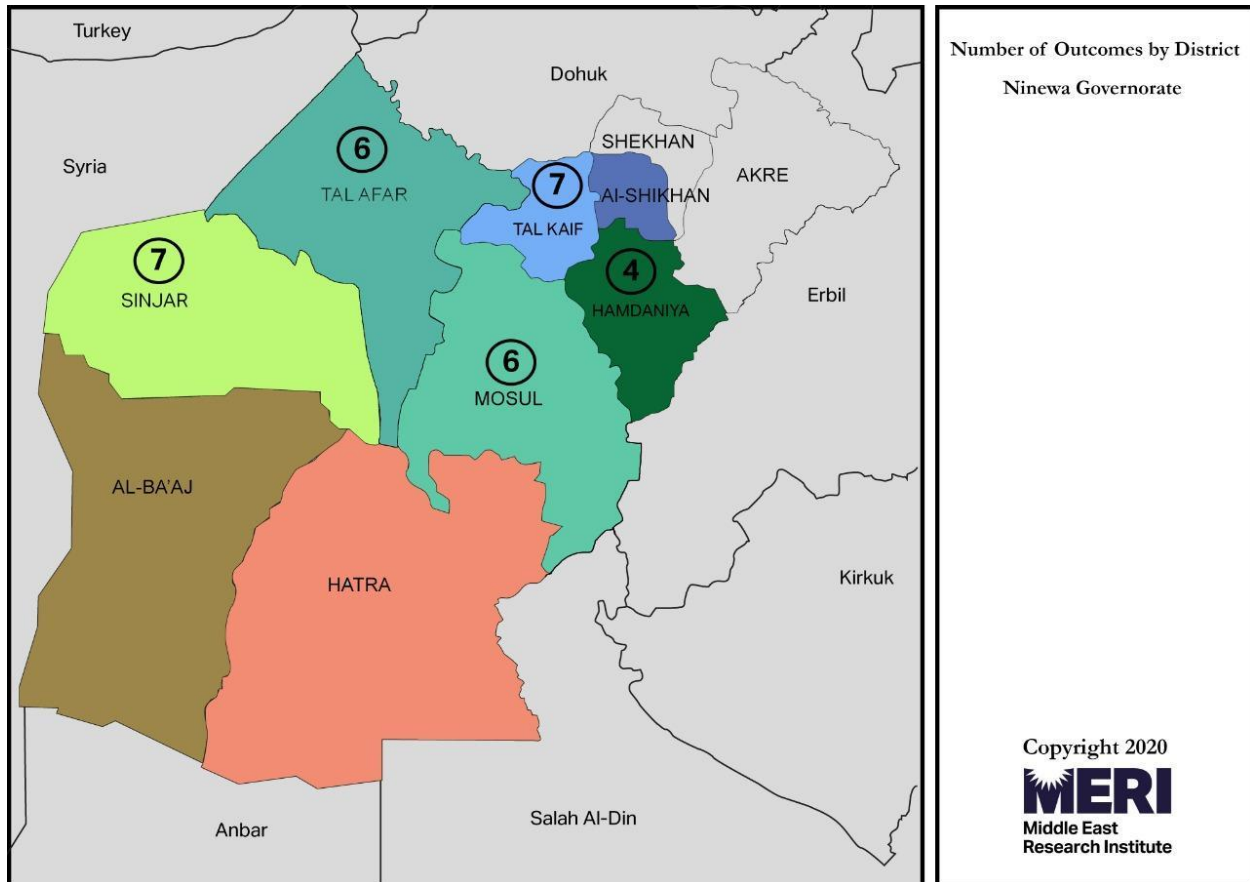 Turkey
Dohuk
Syria
6
TAL AFAR
SHEKHAN
AKRE
7
Al-SHIKHAN
TAL KAIF
7
SINJAR
4
HAMDANIYA
Erbil
6
MOSUL
AL-BA'AJ
HATRA
Kirkuk
Anbar
Salah Al-Din
Number of Outcomes by District
Ninewa Governorate
Copyright 2020
MERI
Middle East
Research Institute